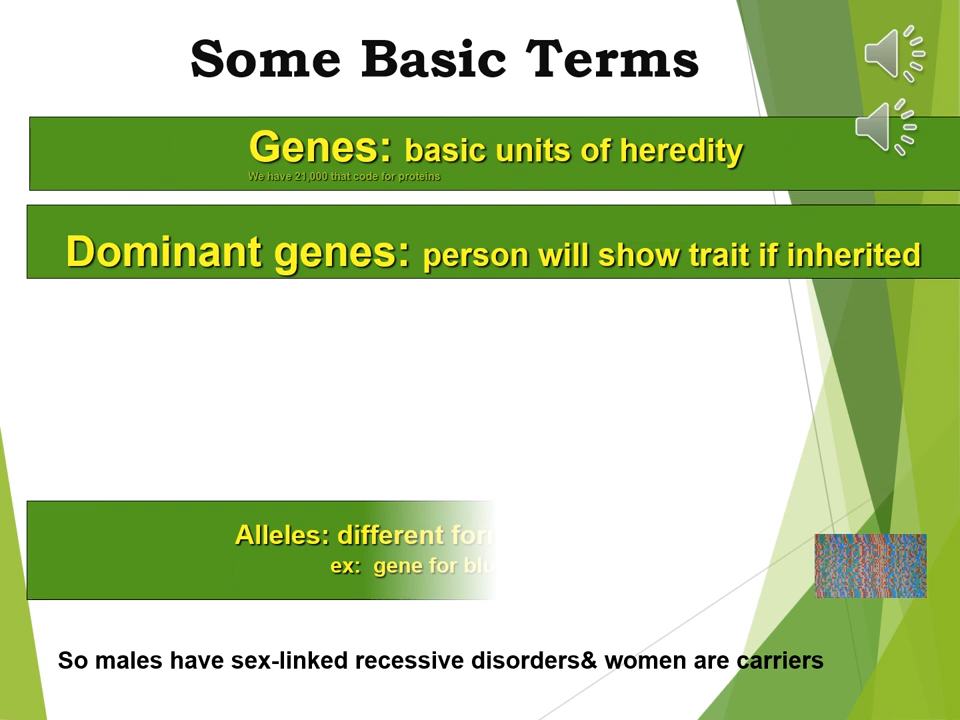 Some Basic Terms
Genes: basic units of heredity
We have 21,000 that code for proteins
Dominant genes: person will show trait if inherited
Alleles: different
ex: gene for
So males have sex-linked recessive disorders& women are carriers